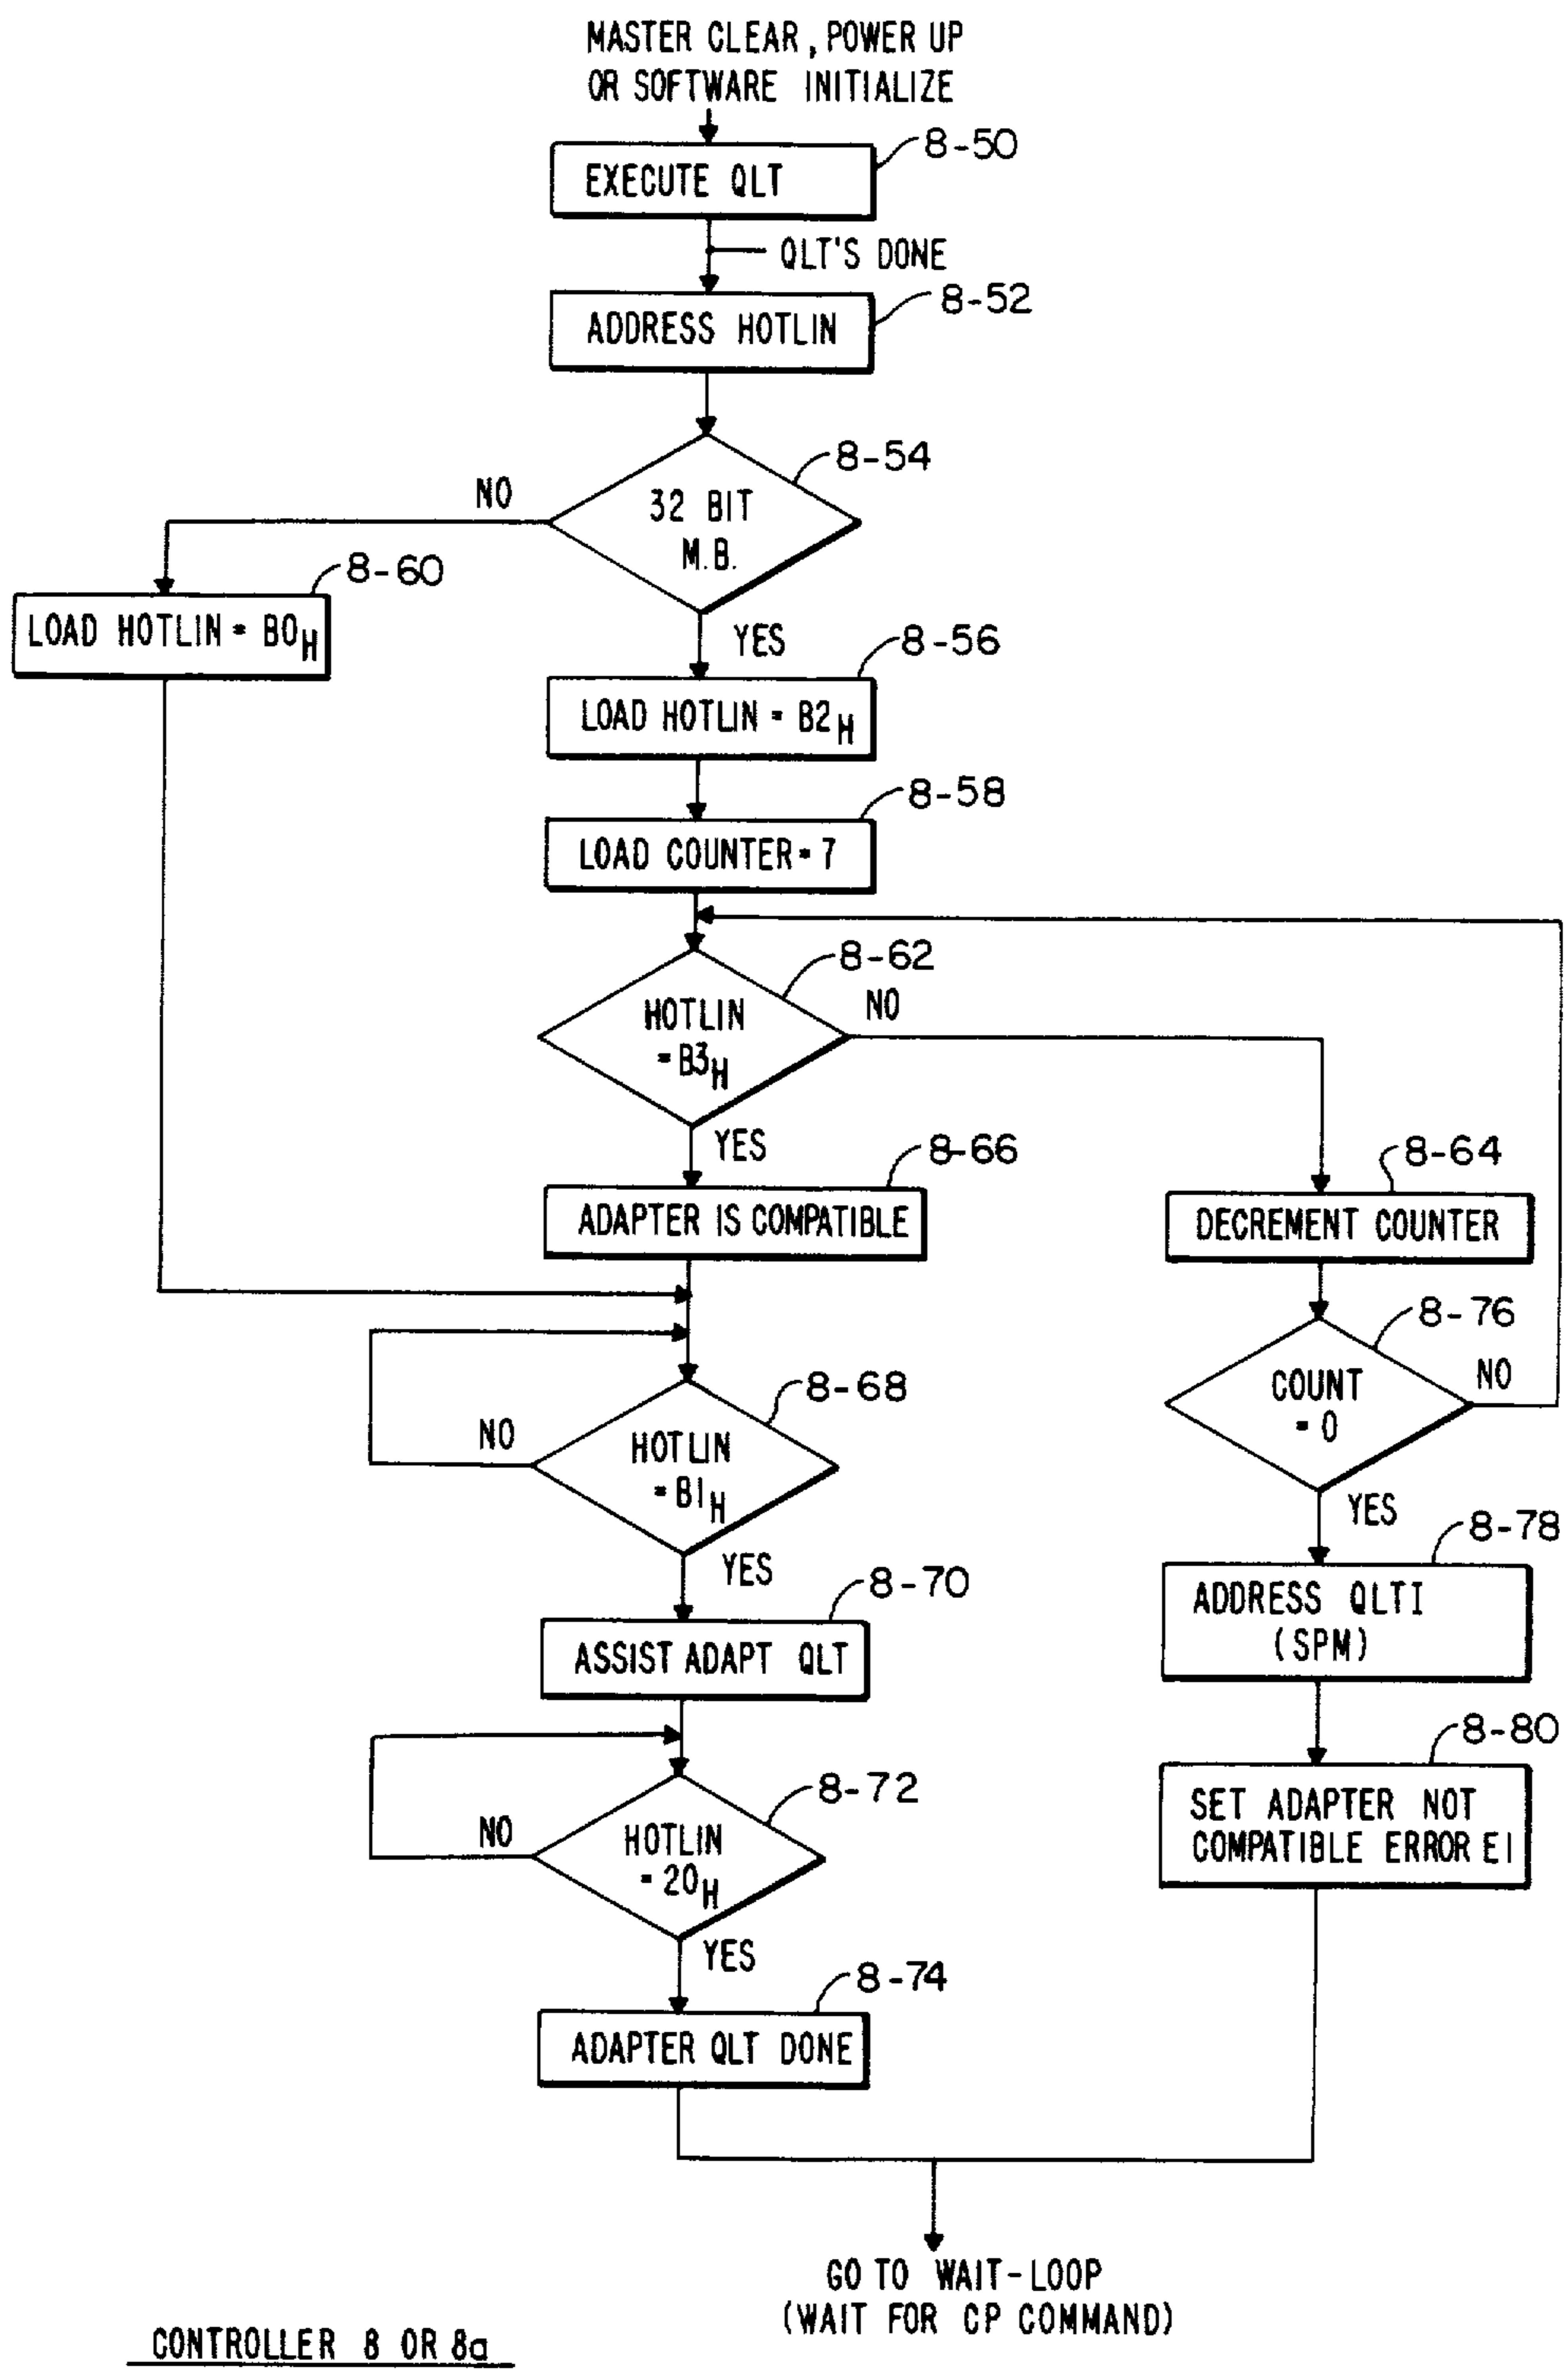 MASTER CLEAR, POWER UP
OR SOFTWARE INITIALIZE
8-50
EXECUTE QLT
QLT'S DONE
8-52
ADDRESS HOTLIN
8-54
NO
32 BIT
M.B.
8-60
LOAD HOTLIN = B0H
YES
8-56
LOAD HOTLIN = B2H
8-58
LOAD COUNTER = 7
8-62
NO
HOTLIN
= B3H
YES
8-66
ADAPTER IS COMPATIBLE
8-64
DECREMENT COUNTER
8-76
COUNT
= 0
NO
8-68
NO
HOTLIN
= B1H
YES
8-78
YES
8-70
ADDRESS QLTI
(SPM)
ASSIST ADAPT QLT
8-80
SET ADAPTER NOT
COMPATIBLE ERROR E1
8-72
NO
HOTLIN
= 20H
YES
8-74
ADAPTER QLT DONE
GO TO WAIT-LOOP
(WAIT FOR CP COMMAND)
CONTROLLER 8 OR 8a